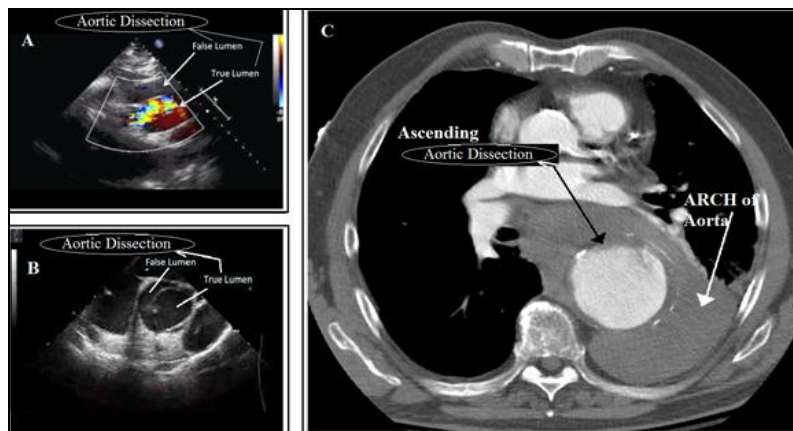 Aortic Dissection
A
False Lumen
True Lumen
Aortic Dissection
B
False Lumen
True Lumen
C
Ascending
Aortic Dissection
ARCH of
Aorta